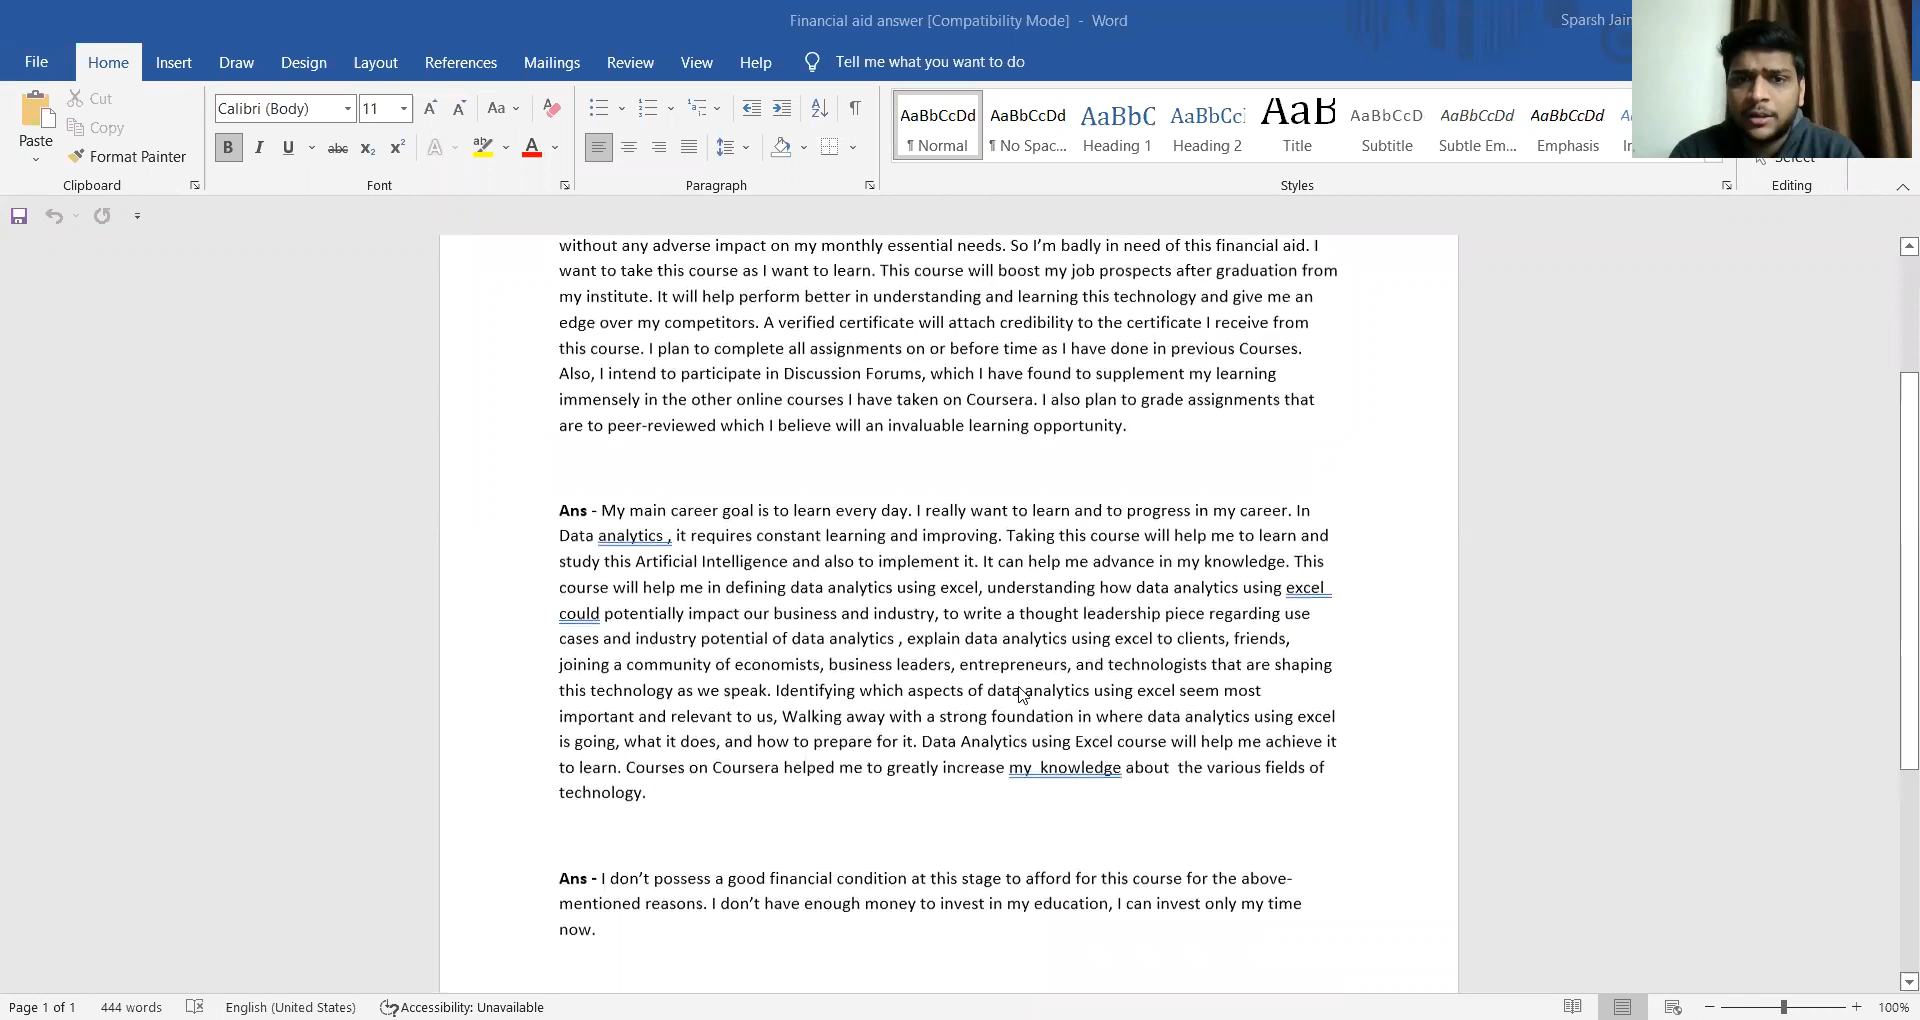 Financial aid answer [Compatibility Mode] - Word
Sparsh Jain
File Home Insert Draw Design Layout References Mailings Review View Help Tell me what you want to do
Paste
Cut
Copy
Format Painter
Clipboard
Calibri (Body) 11
Aa
B I U abc x₂ x² A A
Font
Paragraph
AaBbCcDd AaBbCcDd AaBbC AaBbCc AaB AaBbCcD AaBbCcDd AaBbCcDd
¶ Normal ¶ No Spac... Heading 1 Heading 2 Title Subtitle Subtle Em... Emphasis
Styles
Select
Editing
without any adverse impact on my monthly essential needs. So I’m badly in need of this financial aid. I
want to take this course as I want to learn. This course will boost my job prospects after graduation from
my institute. It will help perform better in understanding and learning this technology and give me an
edge over my competitors. A verified certificate will attach credibility to the certificate I receive from
this course. I plan to complete all assignments on or before time as I have done in previous Courses.
Also, I intend to participate in Discussion Forums, which I have found to supplement my learning
immensely in the other online courses I have taken on Coursera. I also plan to grade assignments that
are to peer-reviewed which I believe will an invaluable learning opportunity.
Ans - My main career goal is to learn every day. I really want to learn and to progress in my career. In
Data analytics , it requires constant learning and improving. Taking this course will help me to learn and
study this Artificial Intelligence and also to implement it. It can help me advance in my knowledge. This
course will help me in defining data analytics using excel, understanding how data analytics using excel
could potentially impact our business and industry, to write a thought leadership piece regarding use
cases and industry potential of data analytics , explain data analytics using excel to clients, friends,
joining a community of economists, business leaders, entrepreneurs, and technologists that are shaping
this technology as we speak. Identifying which aspects of data analytics using excel seem most
important and relevant to us, Walking away with a strong foundation in where data analytics using excel
is going, what it does, and how to prepare for it. Data Analytics using Excel course will help me achieve it
to learn. Courses on Coursera helped me to greatly increase my  knowledge about  the various fields of
technology.
Ans - I don’t possess a good financial condition at this stage to afford for this course for the above-
mentioned reasons. I don’t have enough money to invest in my education, I can invest only my time
now.
Page 1 of 1 444 words English (United States) Accessibility: Unavailable 100%